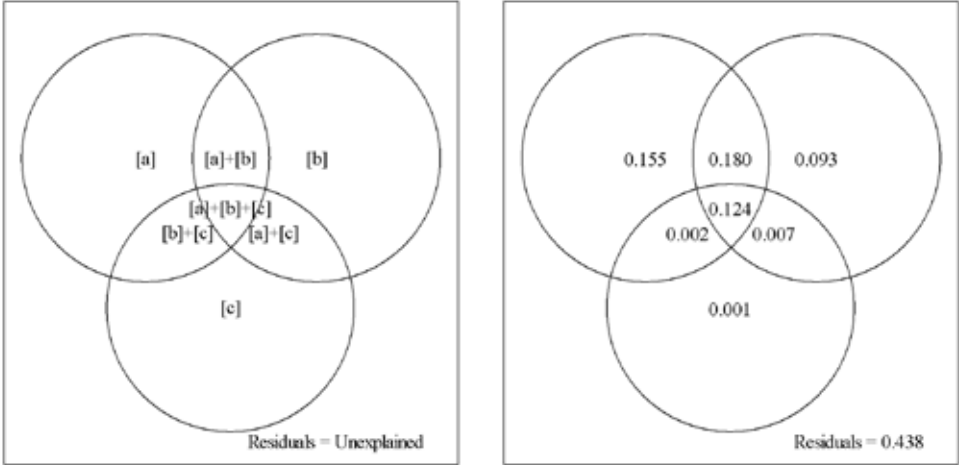 [a] [a]+[b] [b]
[a]+[b]+[c]
[b]+[c] [a]+[c]
[c]
Residuals = Unexplained
0.155 0.180 0.093
0.124
0.002 0.007
0.001
Residuals = 0.438